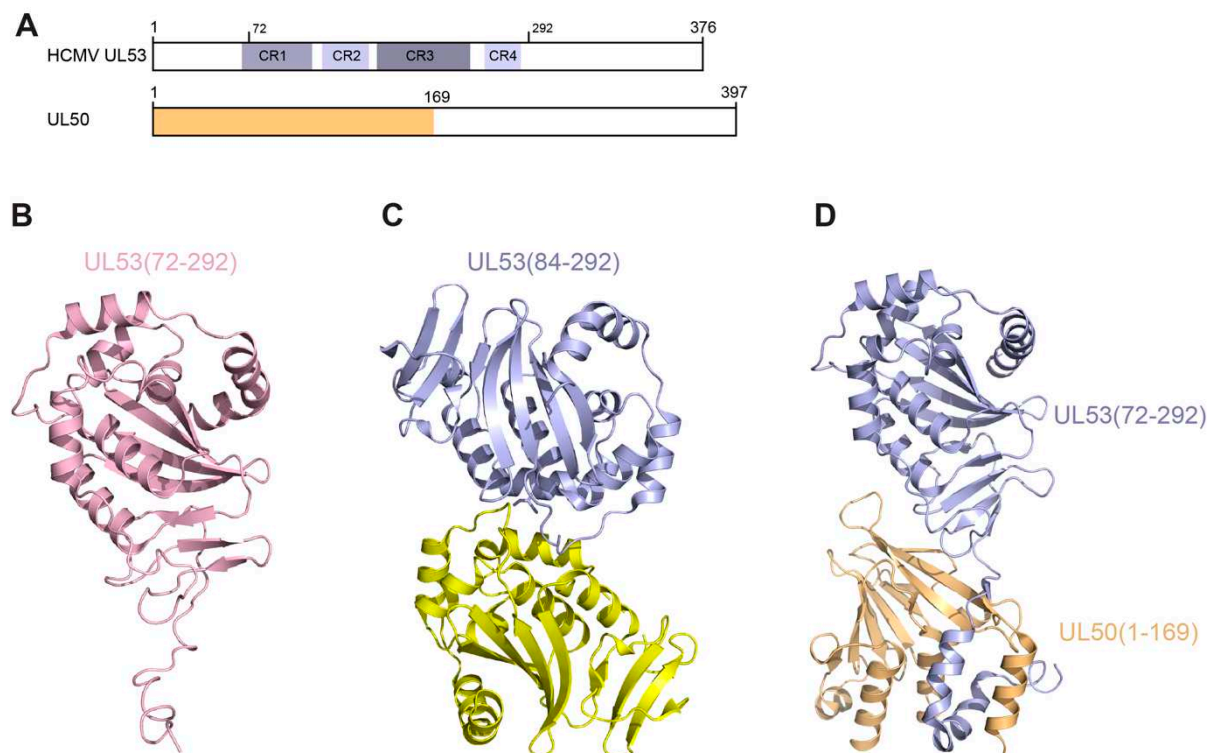 A
1 72 292 376
HCMV UL53 CR1 CR2 CR3 CR4
1 169 397
UL50
B C D
UL53(72-292) UL53(84-292)
UL53(72-292)
UL50(1-169)